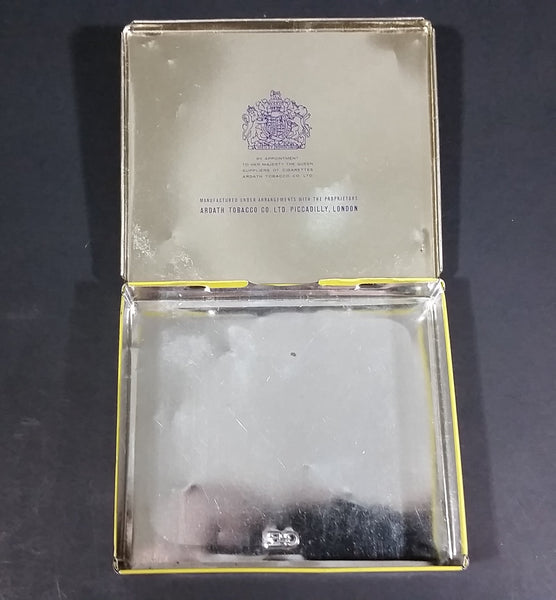 BY APPOINTMENT
TO HER MAJESTY THE QUEEN
SUPPLIERS OF CIGARETTES
ARDATH TOBACCO CO. LTD.
MANUFACTURED UNDER ARRANGEMENTS WITH THE PROPRIETORS
ARDATH TOBACCO CO. LTD. PICCADILLY, LONDON